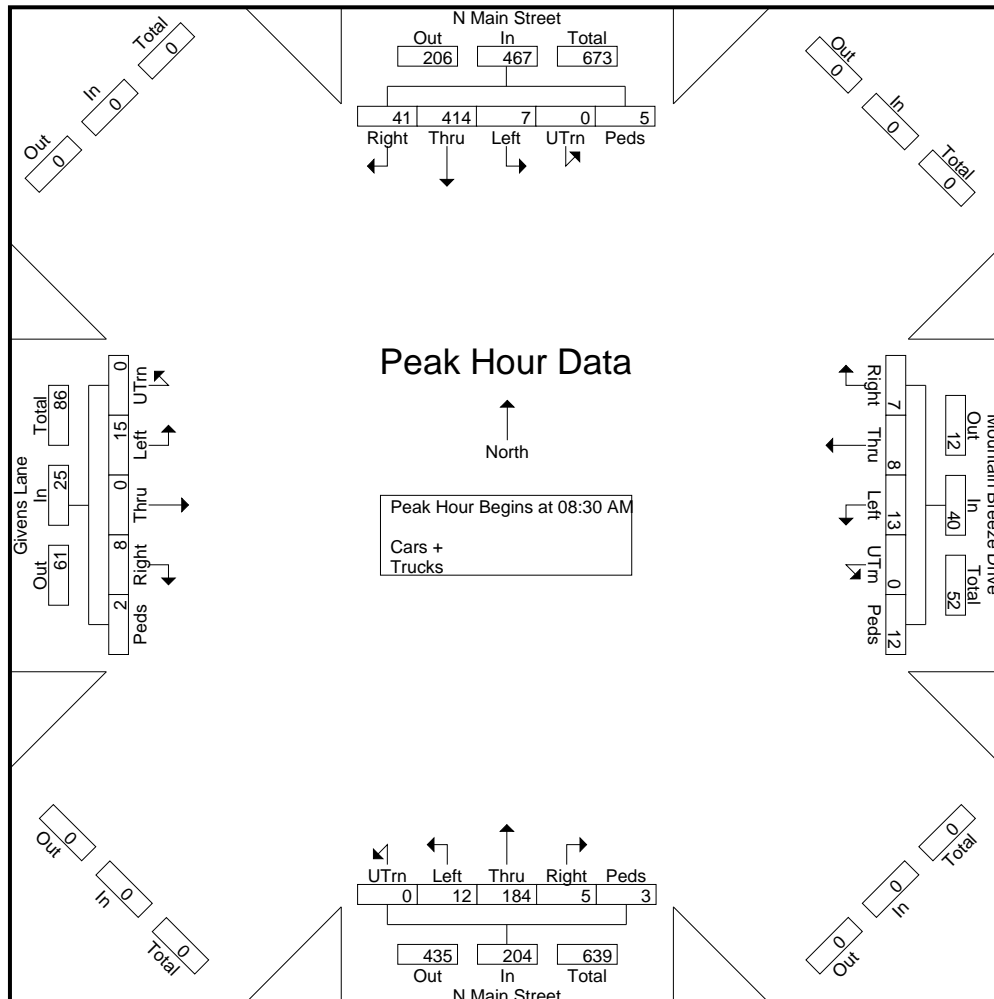 N Main Street
Out In Total
206 467 673
41 414 7 0 5
Right Thru Left UTrn Peds
Total
0
In
0
Out
0
Out
0
In
0
Total
0
Givens Lane
Total In Out
86 25 61
0 15 0 8 2
UTrn Left Thru Right Peds
Peak Hour Data
North
Peak Hour Begins at 08:30 AM
Cars +
Trucks
Right Thru Left UTrn Peds
7 8 13 0 12
Out In Total
12 40 52
Mountain Breeze Drive
0
Out
0
In
0
Total
UTrn Left Thru Right Peds
0 12 184 5 3
435 204 639
Out In Total
N Main Street
0
Total
0
In
0
Out